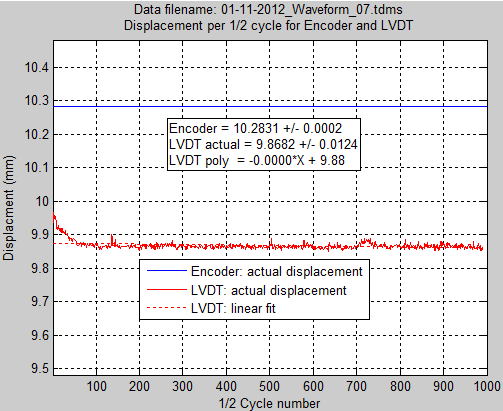 Data filename: 01-11-2012_Waveform_07.tdms
Displacement per 1/2 cycle for Encoder and LVDT
10.4
10.3
10.2
10.1
10
9.9
9.8
9.7
9.6
9.5
Displacment (mm)
Encoder = 10.2831 +/- 0.0002
LVDT actual = 9.8682 +/- 0.0124
LVDT poly = -0.0000*X + 9.88
Encoder: actual displacement
LVDT: actual displacement
LVDT: linear fit
100 200 300 400 500 600 700 800 900 1000
1/2 Cycle number